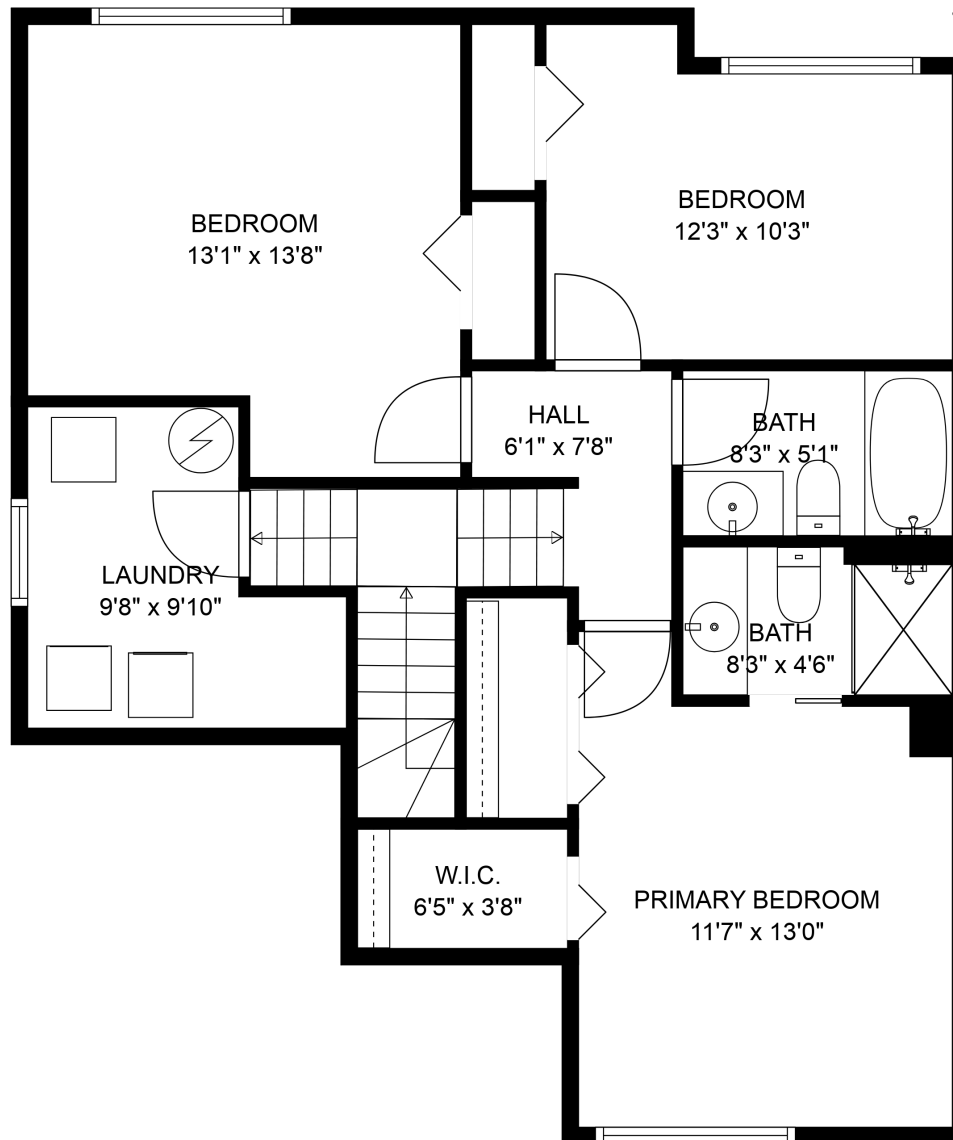 BEDROOM
13'1" x 13'8"
BEDROOM
12'3" x 10'3"
HALL
6'1" x 7'8"
BATH
8'3" x 5'1"
LAUNDRY
9'8" x 9'10"
BATH
8'3" x 4'6"
W.I.C.
6'5" x 3'8"
PRIMARY BEDROOM
11'7" x 13'0"